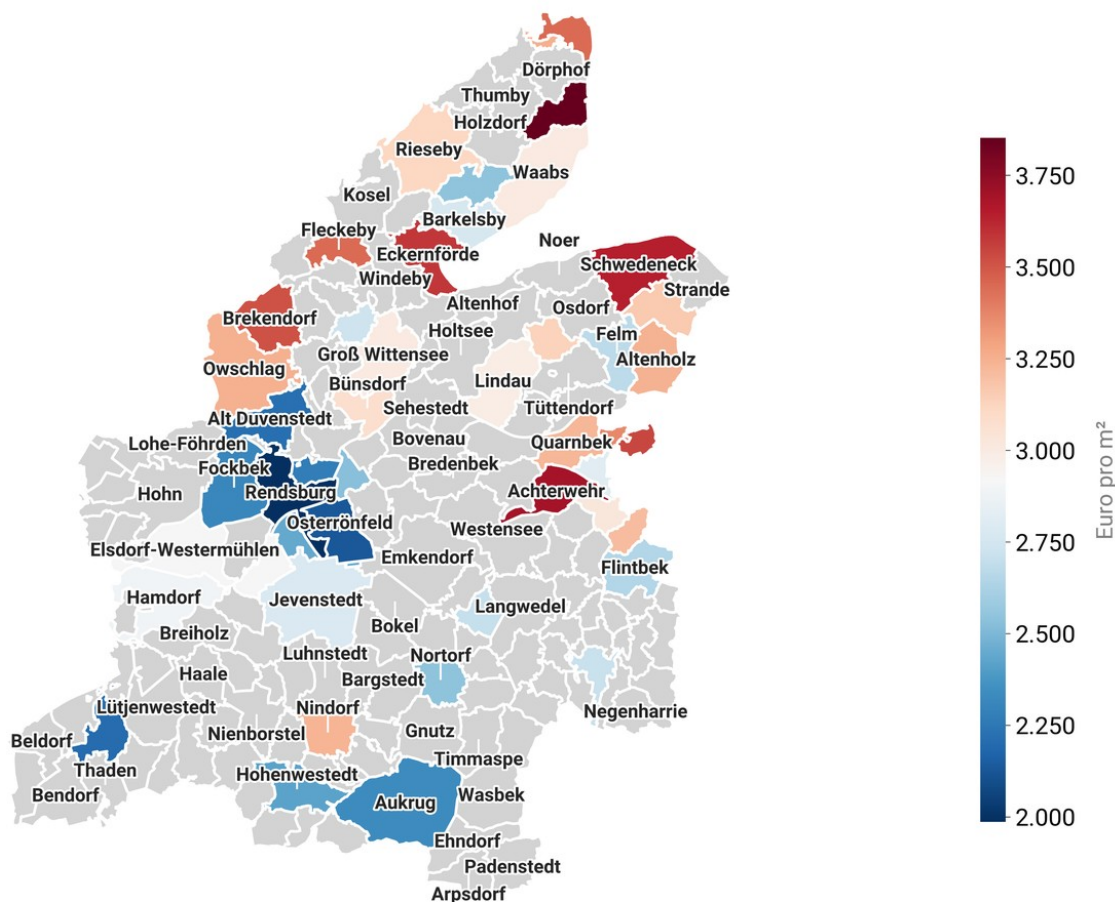 Dörphof
Thumby
Holzdorf
Rieseby
Waabs
Kosel
Barkelsby
Fleckeby
Noer
Eckernförde
Schwedeneck
Windeby
Strande
Altenhof
Osdorf
Brekendorf
Holtsee
Felm
Groß Wittensee
Altenholz
Owschlag
Bünsdorf
Lindau
Sehestedt
Tüttendorf
Alt Duvenstedt
Lohe-Föhrden
Bovenau
Quarnbek
Fockbek
Bredenbek
Hohn
Rendsburg
Achterwehr
Osterrönfeld
Westensee
Elsdorf-Westermühlen
Emkendorf
Flintbek
Hamdorf
Jevenstedt
Langwedel
Breiholz
Bokel
Luhnstedt
Nortorf
Haale
Bargstedt
Lütjenwestedt
Nindorf
Negenharrie
Beldorf
Nienborstel
Gnutz
Thaden
Hohenwestedt
Timmaspe
Bendorf
Aukrug
Wasbek
Ehndorf
Padenstedt
Arpsdorf
3.750
3.500
3.250
3.000
2.750
2.500
2.250
2.000
Euro pro m²